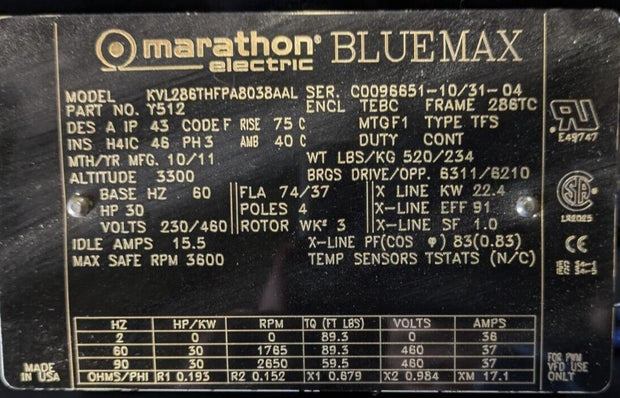 marathon® BLUE MAX
electric
MODEL KVL286THFPA8038AAL SER. C0096651-10/31-04
PART NO. Y512 ENCL TEBC FRAME 286TC
DES A IP 43 CODE F RISE 75 C MTG F1 TYPE TFS
INS H4IC 46 PH 3 AMB 40 C DUTY CONT
MTH/YR MFG. 10/11 WT LBS/KG 520/234
ALTITUDE 3300 BRGS DRIVE/OPP. 6311/6210
BASE HZ 60 FLA 74/37 X LINE KW 22.4
HP 30 POLES 4 X-LINE EFF 91
VOLTS 230/460 ROTOR WK² 3 X-LINE SF 1.0
IDLE AMPS 15.5 X-LINE PF(COS φ) 83(0.83)
MAX SAFE RPM 3600 TEMP SENSORS TSTATS (N/C)
E49747
LR2025
CE
HZ HP/KW RPM TQ (FT LBS) VOLTS AMPS
2 0 0 89.3 0 36
60 30 1765 89.3 460 37
90 30 2650 59.5 460 37
OHMS/PH R1 0.193 R2 0.152 X1 0.679 X2 0.984 XM 17.1
MADE
IN USA
FOR PWM
VFD USE
ONLY